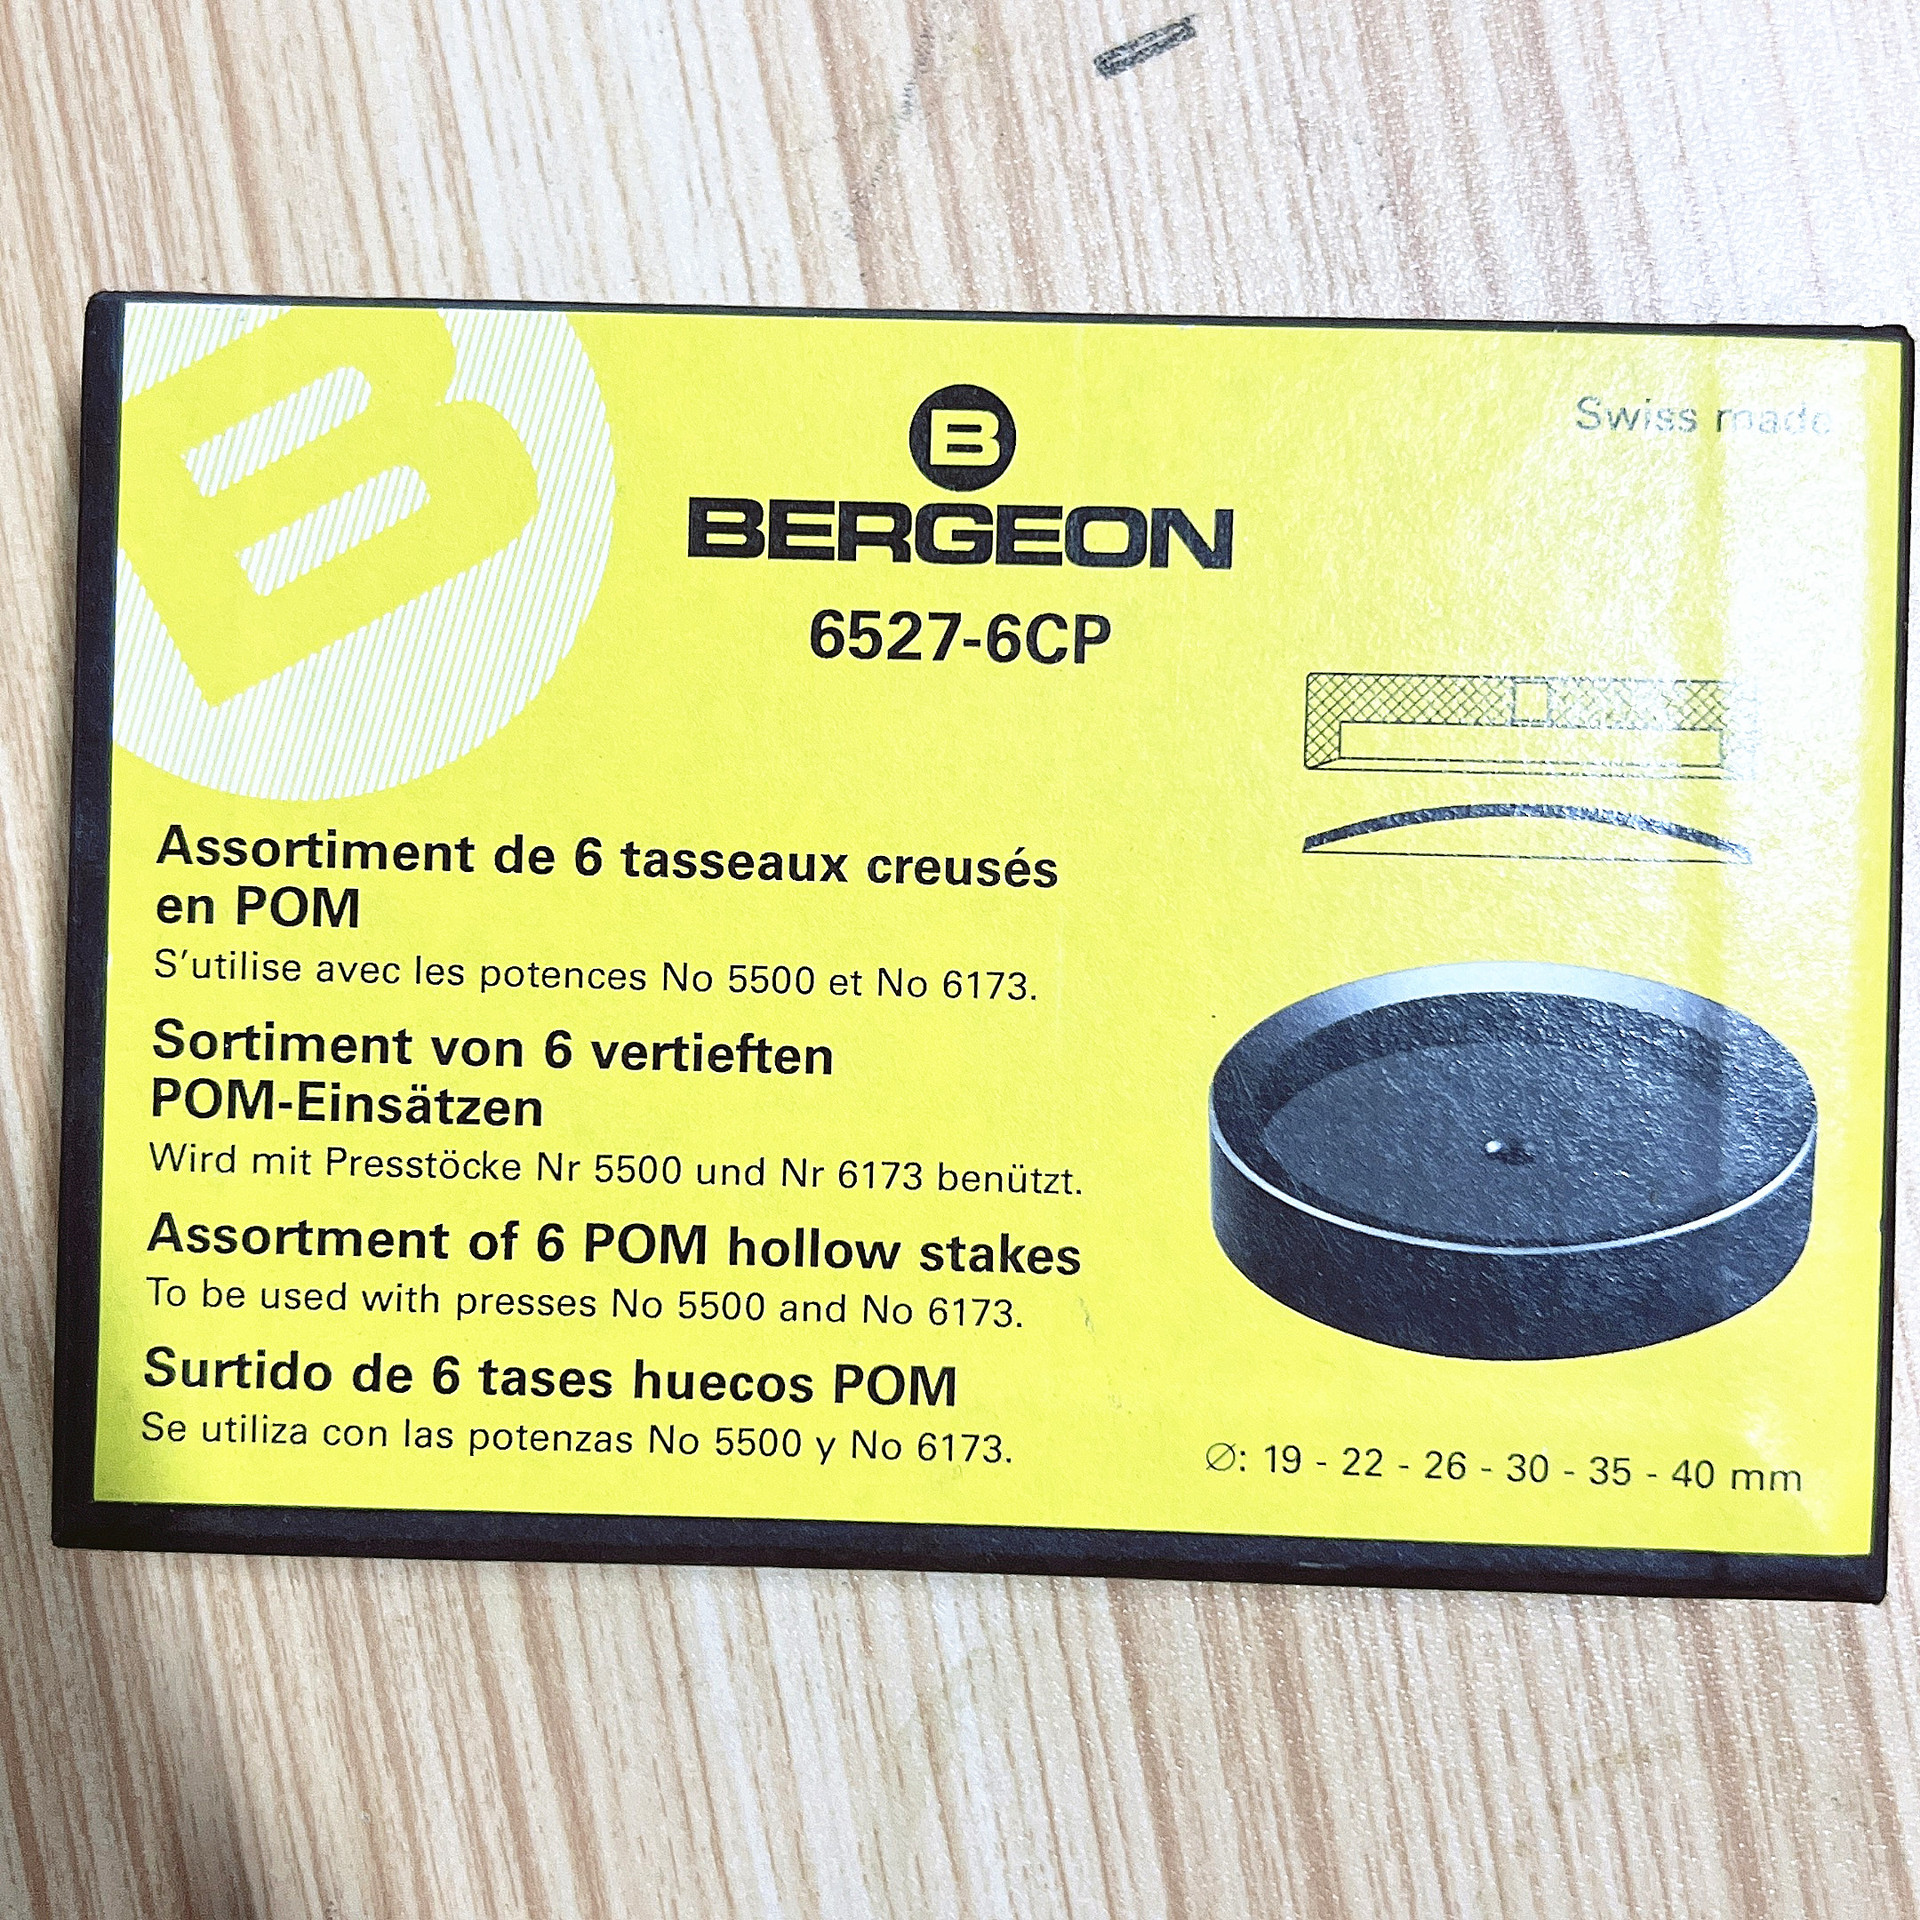 B
B
BERGEON
6527-6CP
Swiss made
Assortiment de 6 tasseaux creusés
en POM
S'utilise avec les potences No 5500 et No 6173.
Sortiment von 6 vertieften
POM-Einsätzen
Wird mit Presstöcke Nr 5500 und Nr 6173 benützt.
Assortment of 6 POM hollow stakes
To be used with presses No 5500 and No 6173.
Surtido de 6 tases huecos POM
Se utiliza con las potenzas No 5500 y No 6173.
∅: 19 - 22 - 26 - 30 - 35 - 40 mm